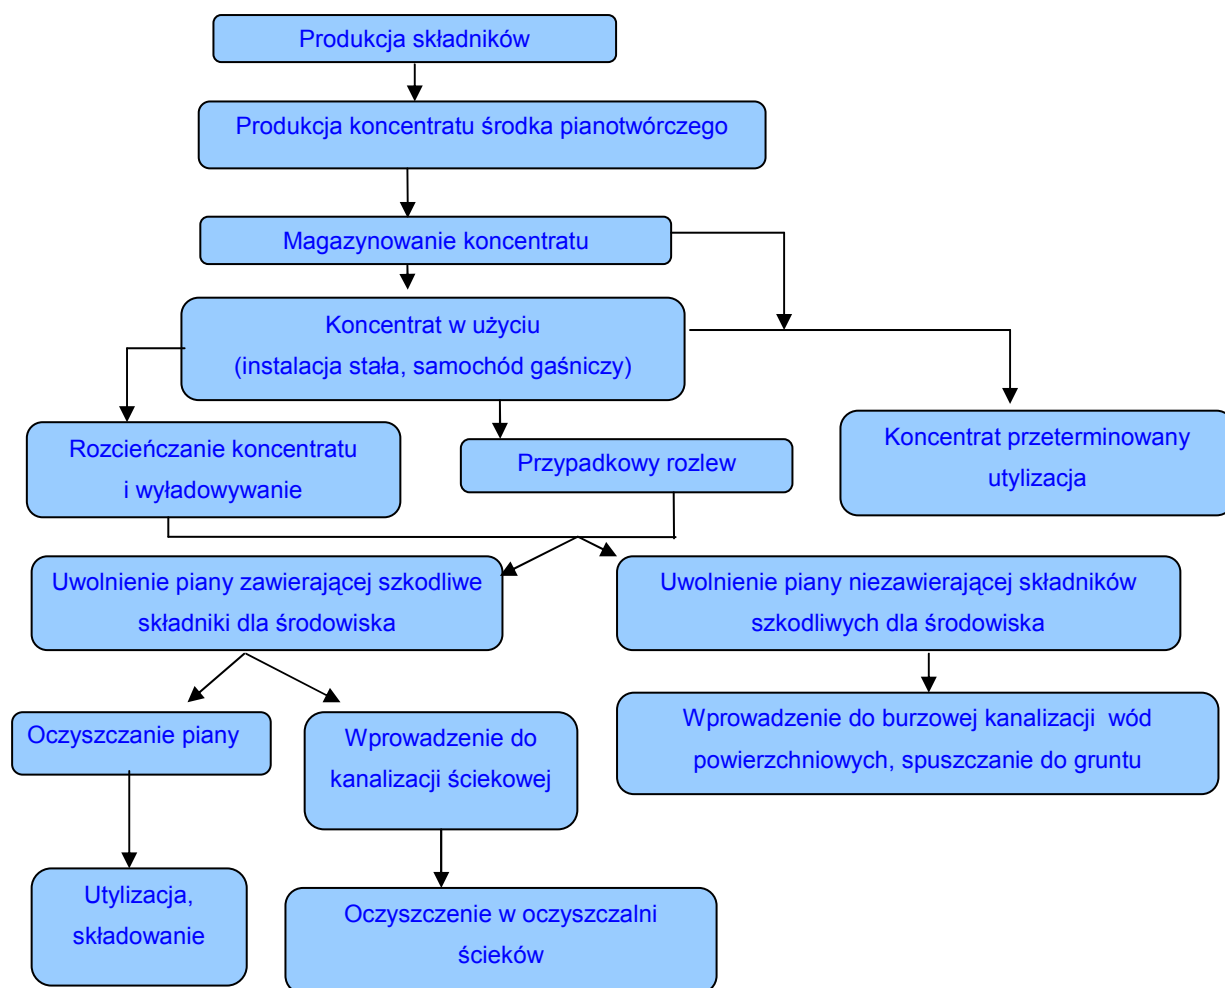 Produkcja składników
Produkcja koncentratu środka pianotwórczego
Magazynowanie koncentratu
Koncentrat w użyciu
(instalacja stała, samochód gaśniczy)
Rozcieńczanie koncentratu
i wyładowywanie
Przypadkowy rozlew
Koncentrat przeterminowany
utylizacja
Uwolnienie piany zawierającej szkodliwe
składniki dla środowiska
Uwolnienie piany niezawierającej składników
szkodliwych dla środowiska
Oczyszczanie piany
Wprowadzenie do
kanalizacji ściekowej
Wprowadzenie do burzowej kanalizacji wód
powierzchniowych, spuszczanie do gruntu
Utylizacja,
składowanie
Oczyszczenie w oczyszczalni
ścieków